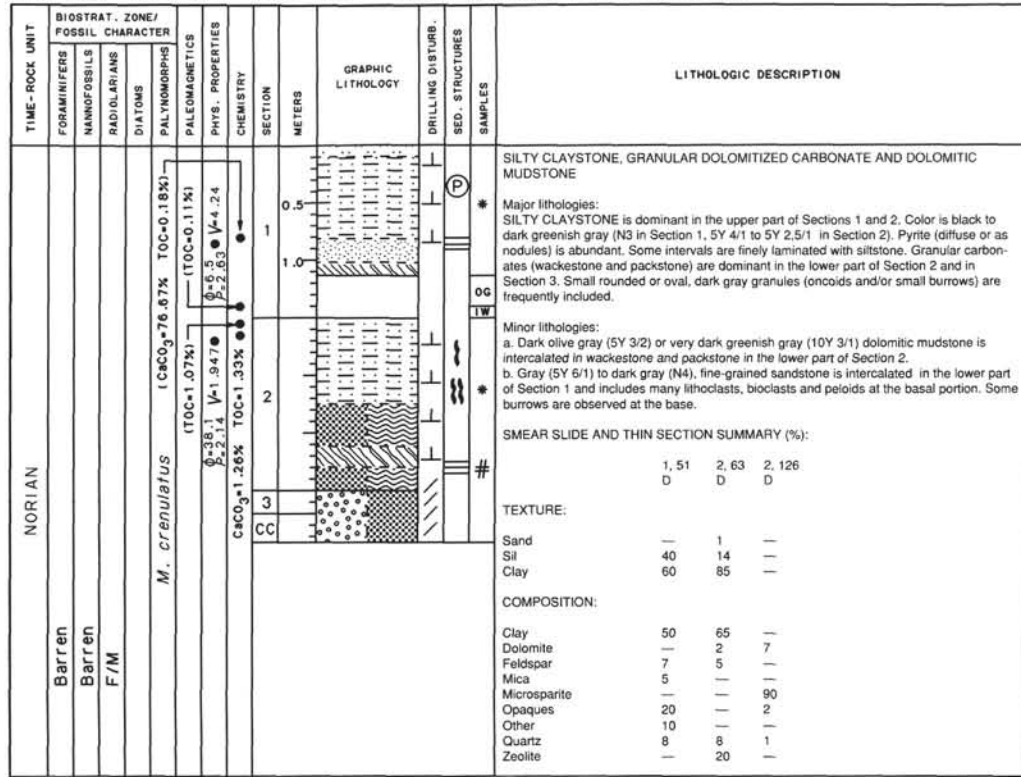 TIME-ROCK UNIT
BIOSTRAT. ZONE/
FOSSIL CHARACTER
FORAMINIFERS
NANNOFOSSILS
RADIOLARIANS
DIATOMS
PALYNOMORPHS
PALEOMAGNETICS
PHYS. PROPERTIES
CHEMISTRY
SECTION
METERS
GRAPHIC
LITHOLOGY
DRILLING DISTURB.
SED. STRUCTURES
SAMPLES
LITHOLOGIC DESCRIPTION
NORIAN
Barren
Barren
F/M
M. crenulatus
(CaCO3=76.67% TOC=0.18%)
(TOC=1.07%)
(TOC=0.11%)
Φ=38.1 V=1.947
ρ=2.14
Φ=6.5 V=4.24
ρ=2.63
CaCO3=1.26% TOC=1.33%
1
2
3
CC
0.5
1.0
P
*
OG
IW
*
#
SILTY CLAYSTONE, GRANULAR DOLOMITIZED CARBONATE AND DOLOMITIC
MUDSTONE
Major lithologies:
SILTY CLAYSTONE is dominant in the upper part of Sections 1 and 2. Color is black to
dark greenish gray (N3 in Section 1, 5Y 4/1 to 5Y 2,5/1 in Section 2). Pyrite (diffuse or as
nodules) is abundant. Some intervals are finely laminated with siltstone. Granular carbon-
ates (wackestone and packstone) are dominant in the lower part of Section 2 and in
Section 3. Small rounded or oval, dark gray granules (oncoids and/or small burrows) are
frequently included.
Minor lithologies:
a. Dark olive gray (5Y 3/2) or very dark greenish gray (10Y 3/1) dolomitic mudstone is
intercalated in wackestone and packstone in the lower part of Section 2.
b. Gray (5Y 6/1) to dark gray (N4), fine-grained sandstone is intercalated in the lower part
of Section 1 and includes many lithoclasts, bioclasts and peloids at the basal portion. Some
burrows are observed at the base.
SMEAR SLIDE AND THIN SECTION SUMMARY (%):
1, 51 2, 63 2, 126
D D D
TEXTURE:
Sand — 1 —
Sil 40 14 —
Clay 60 85 —
COMPOSITION:
Clay 50 65 —
Dolomite — 2 7
Feldspar 7 5 —
Mica 5 — —
Microsparite — — 90
Opaques 20 — 2
Other 10 — —
Quartz 8 8 1
Zeolite — 20 —